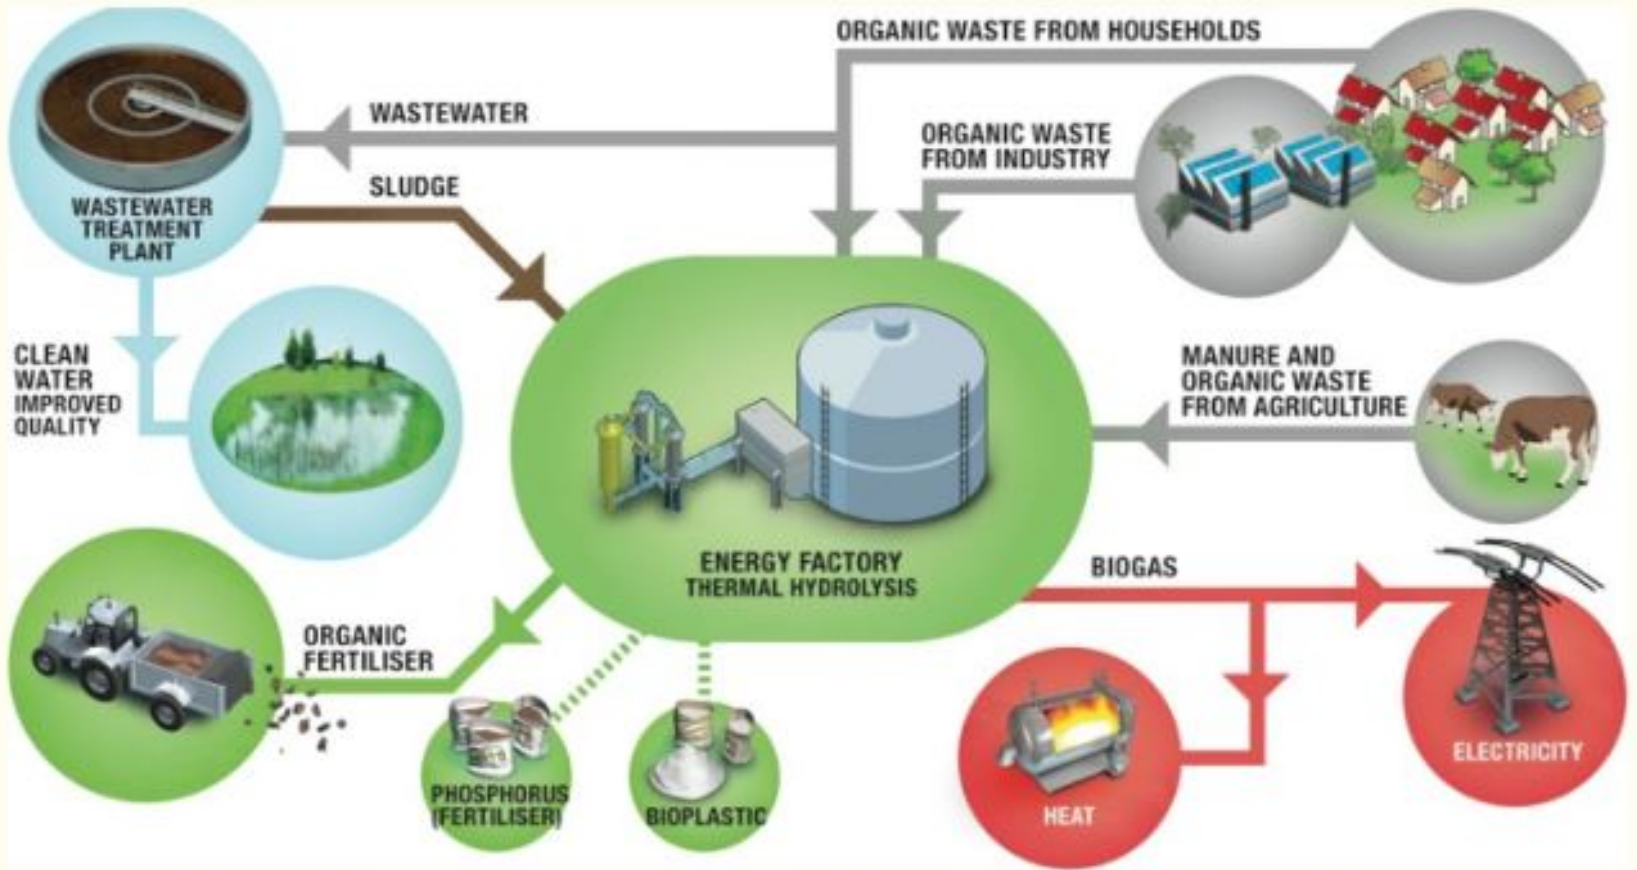 ORGANIC WASTE FROM HOUSEHOLDS
WASTEWATER
ORGANIC WASTE
FROM INDUSTRY
SLUDGE
WASTEWATER
TREATMENT
PLANT
CLEAN
WATER
IMPROVED
QUALITY
MANURE AND
ORGANIC WASTE
FROM AGRICULTURE
ENERGY FACTORY
THERMAL HYDROLYSIS
BIOGAS
ORGANIC
FERTILISER
PHOSPHORUS
(FERTILISER)
BIOPLASTIC
HEAT
ELECTRICITY